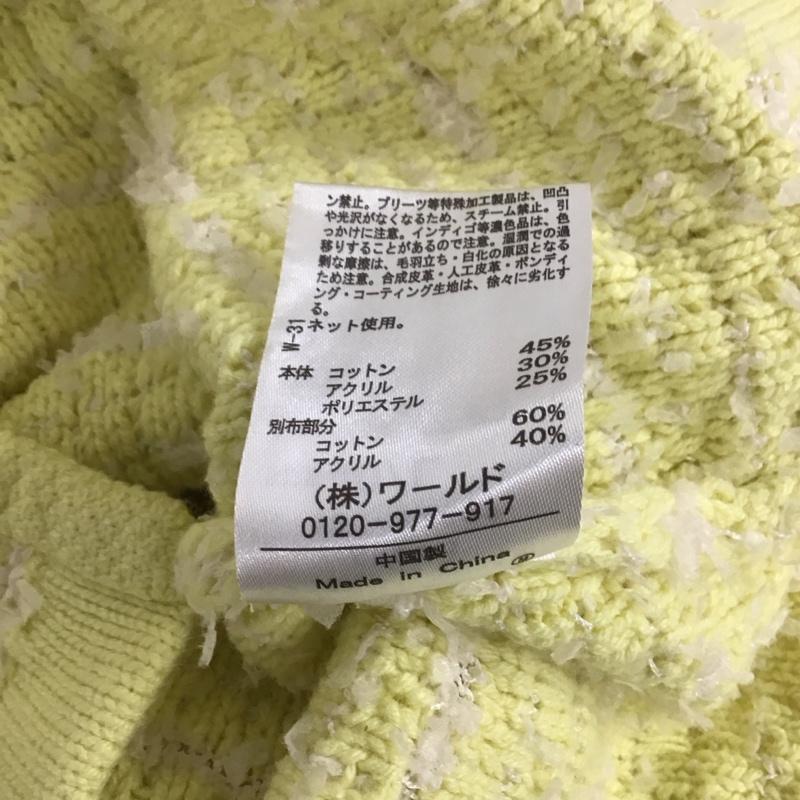 ン禁止。プリーツ等特殊加工製品は、凹凸
や光沢がなくなるため、スチーム禁止。引
っかけに注意。インディゴ等濃色品は、色
移りすることがあるので注意。湿潤での過
剰な摩擦は、毛羽立ち・白化の原因となる
ため注意。合成皮革・人工皮革・ボンディ
ング・コーティング生地は、徐々に劣化す
る。
ネット使用。
W-31
本体 コットン 45%
アクリル 30%
ポリエステル 25%
別布部分
コットン 60%
アクリル 40%
(株)ワールド
0120-977-917
中国製
Made in China